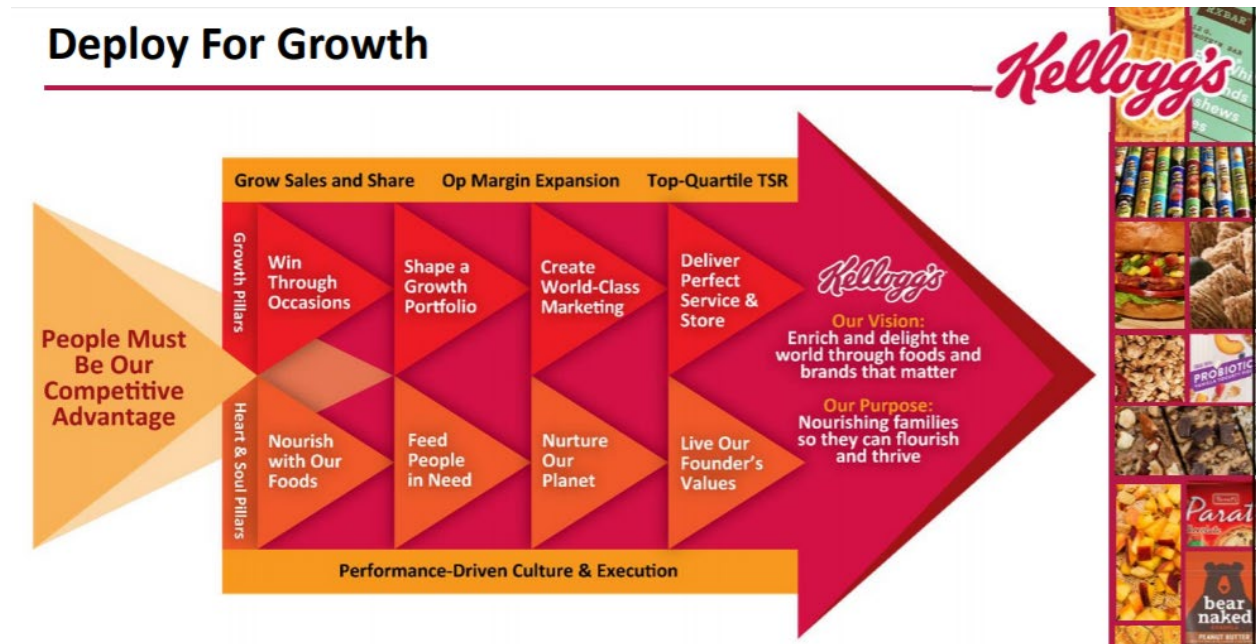 Deploy For Growth
Kellogg's
Grow Sales and Share Op Margin Expansion Top-Quartile TSR
People Must
Be Our
Competitive
Advantage
Growth Pillars
Win
Through
Occasions
Shape a
Growth
Portfolio
Create
World-Class
Marketing
Deliver
Perfect
Service &
Store
Heart & Soul Pillars
Nourish
with Our
Foods
Feed
People
in Need
Nurture
Our
Planet
Live Our
Founder's
Values
Kellogg's
Our Vision:
Enrich and delight the
world through foods and
brands that matter
Our Purpose:
Nourishing families
so they can flourish
and thrive
Performance-Driven Culture & Execution
RXBAR
PROBIOTIC
Parat
bear
naked
PEANUT BUTTER